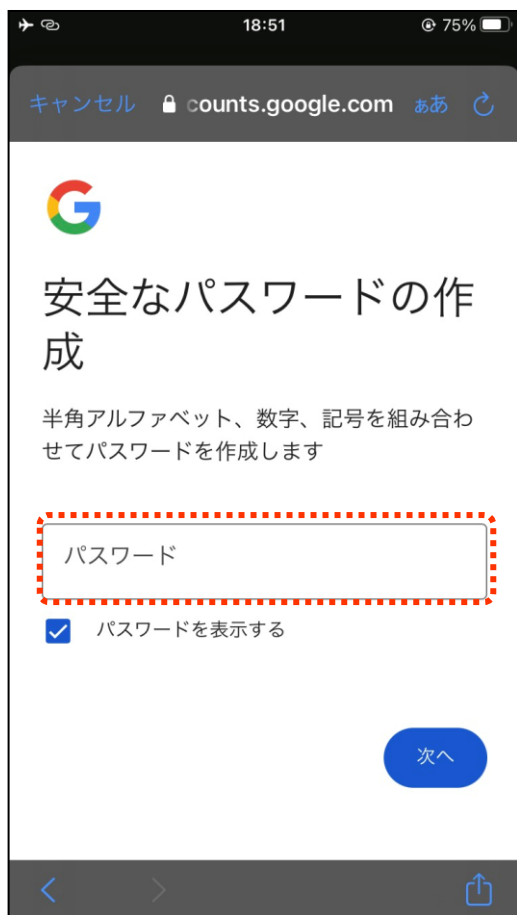 18:51
75%
キャンセル counts.google.com ぁあ
安全なパスワードの作
成
半角アルファベット、数字、記号を組み合わ
せてパスワードを作成します
パスワード
パスワードを表示する
次へ